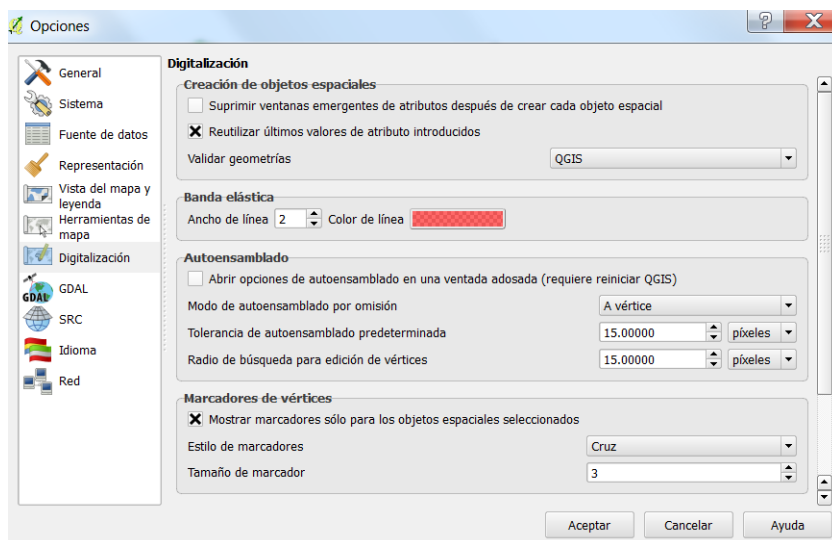 Opciones
General
Sistema
Fuente de datos
Representación
Vista del mapa y
leyenda
Herramientas de
mapa
Digitalización
GDAL
GDAL
SRC
Idioma
Red
Digitalización
Creación de objetos espaciales
Suprimir ventanas emergentes de atributos después de crear cada objeto espacial
Reutilizar últimos valores de atributo introducidos
Validar geometrías QGIS
Banda elástica
Ancho de línea 2 Color de línea
Autoensamblado
Abrir opciones de autoensamblado en una ventada adosada (requiere reiniciar QGIS)
Modo de autoensamblado por omisión A vértice
Tolerancia de autoensamblado predeterminada 15.00000 píxeles
Radio de búsqueda para edición de vértices 15.00000 píxeles
Marcadores de vértices
Mostrar marcadores sólo para los objetos espaciales seleccionados
Estilo de marcadores Cruz
Tamaño de marcador 3
Aceptar Cancelar Ayuda